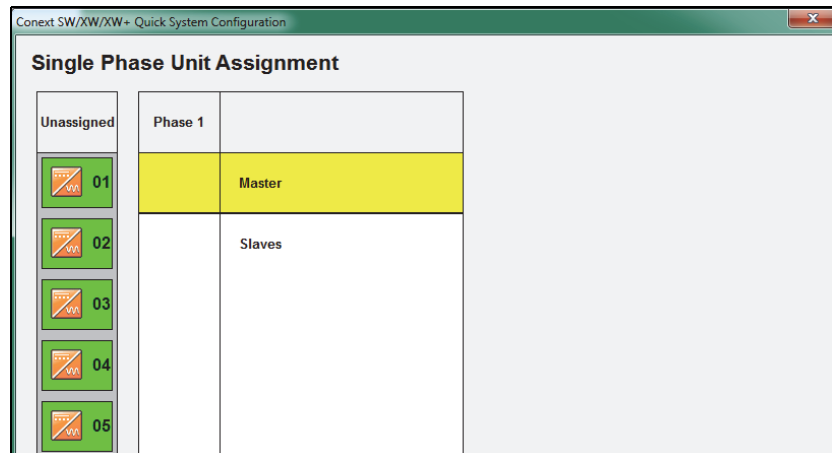 Conext SW/XW/XW+ Quick System Configuration
Single Phase Unit Assignment
Unassigned
Phase 1
01
Master
02
Slaves
03
04
05